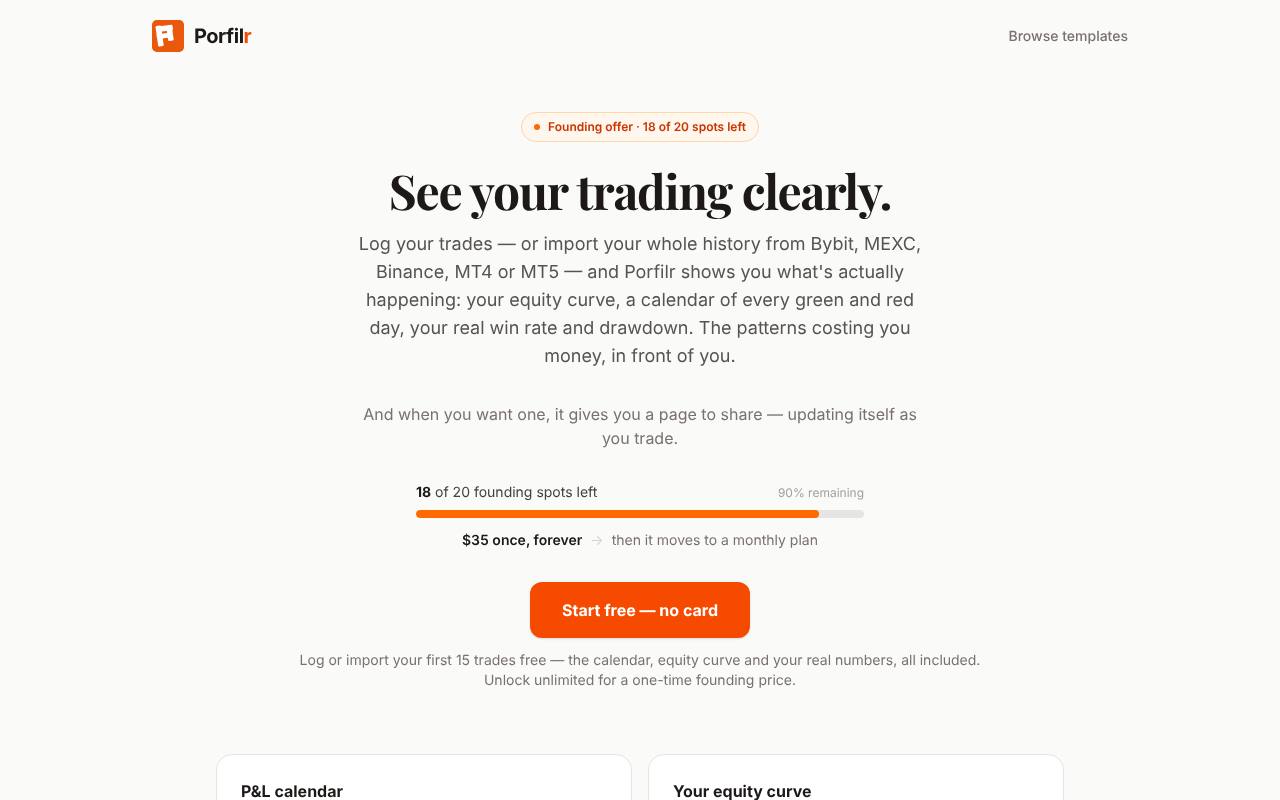 Porfilr
Browse templates
Founding offer · 18 of 20 spots left
See your trading clearly.
Log your trades — or import your whole history from Bybit, MEXC,
Binance, MT4 or MT5 — and Porfilr shows you what's actually
happening: your equity curve, a calendar of every green and red
day, your real win rate and drawdown. The patterns costing you
money, in front of you.
And when you want one, it gives you a page to share — updating itself as
you trade.
18 of 20 founding spots left
90% remaining
$35 once, forever → then it moves to a monthly plan
Start free — no card
Log or import your first 15 trades free — the calendar, equity curve and your real numbers, all included.
Unlock unlimited for a one-time founding price.
P&L calendar
Your equity curve